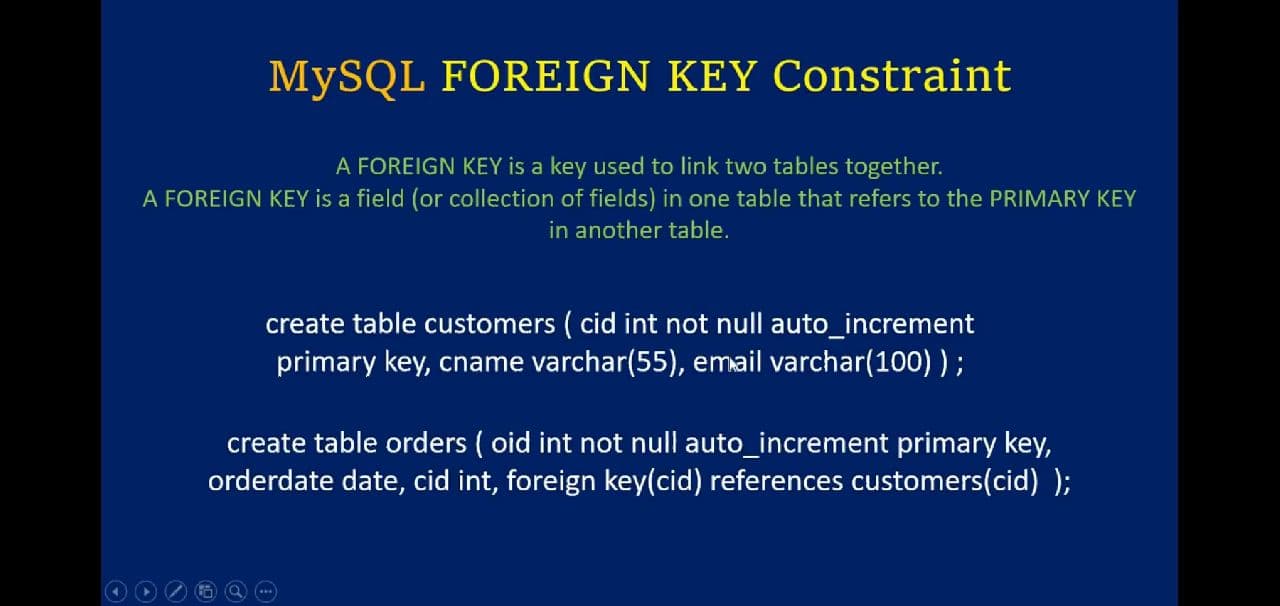 MySQL FOREIGN KEY Constraint
A FOREIGN KEY is a key used to link two tables together.
A FOREIGN KEY is a field (or collection of fields) in one table that refers to the PRIMARY KEY
in another table.
create table customers ( cid int not null auto_increment
primary key, cname varchar(55), email varchar(100) ) ;
create table orders ( oid int not null auto_increment primary key,
orderdate date, cid int, foreign key(cid) references customers(cid)  );